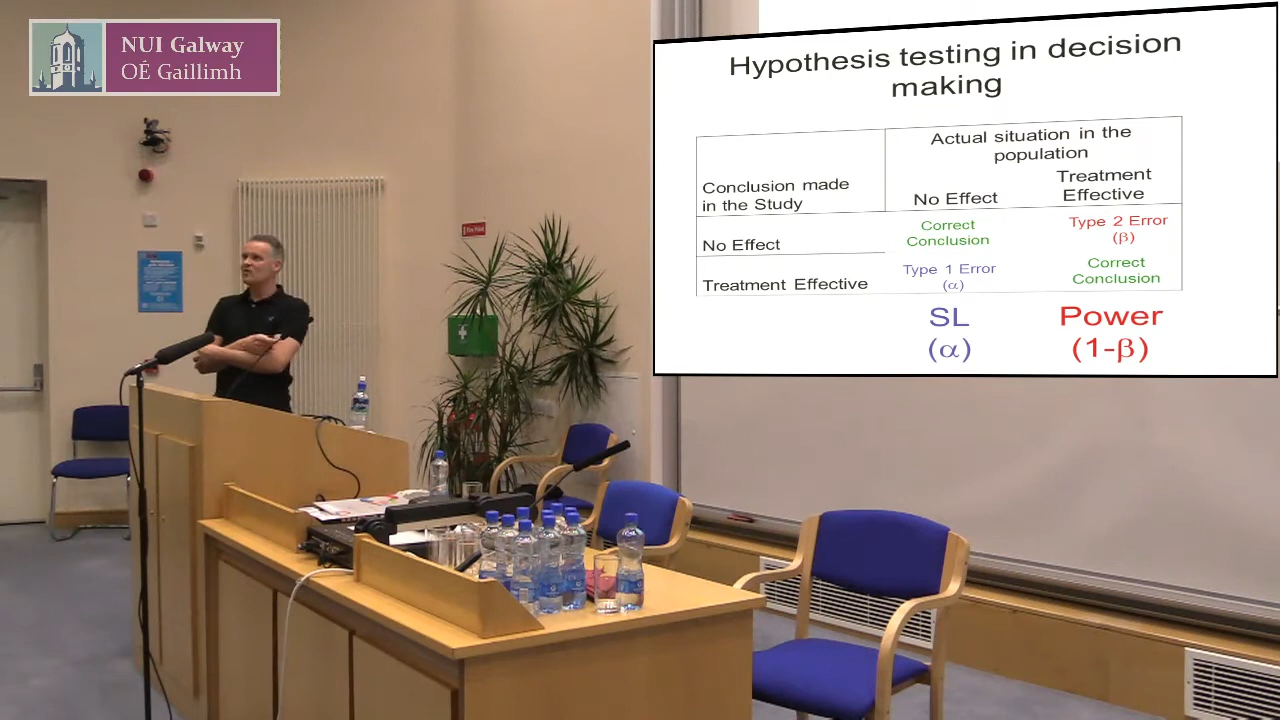 NUI Galway
OÉ Gaillimh
Hypothesis testing in decision
making
Actual situation in the
population
Conclusion made
in the Study
No Effect
Treatment
Effective
No Effect
Correct
Conclusion
Type 2 Error
(β)
Treatment Effective
Type 1 Error
(α)
Correct
Conclusion
SL
(α)
Power
(1-β)